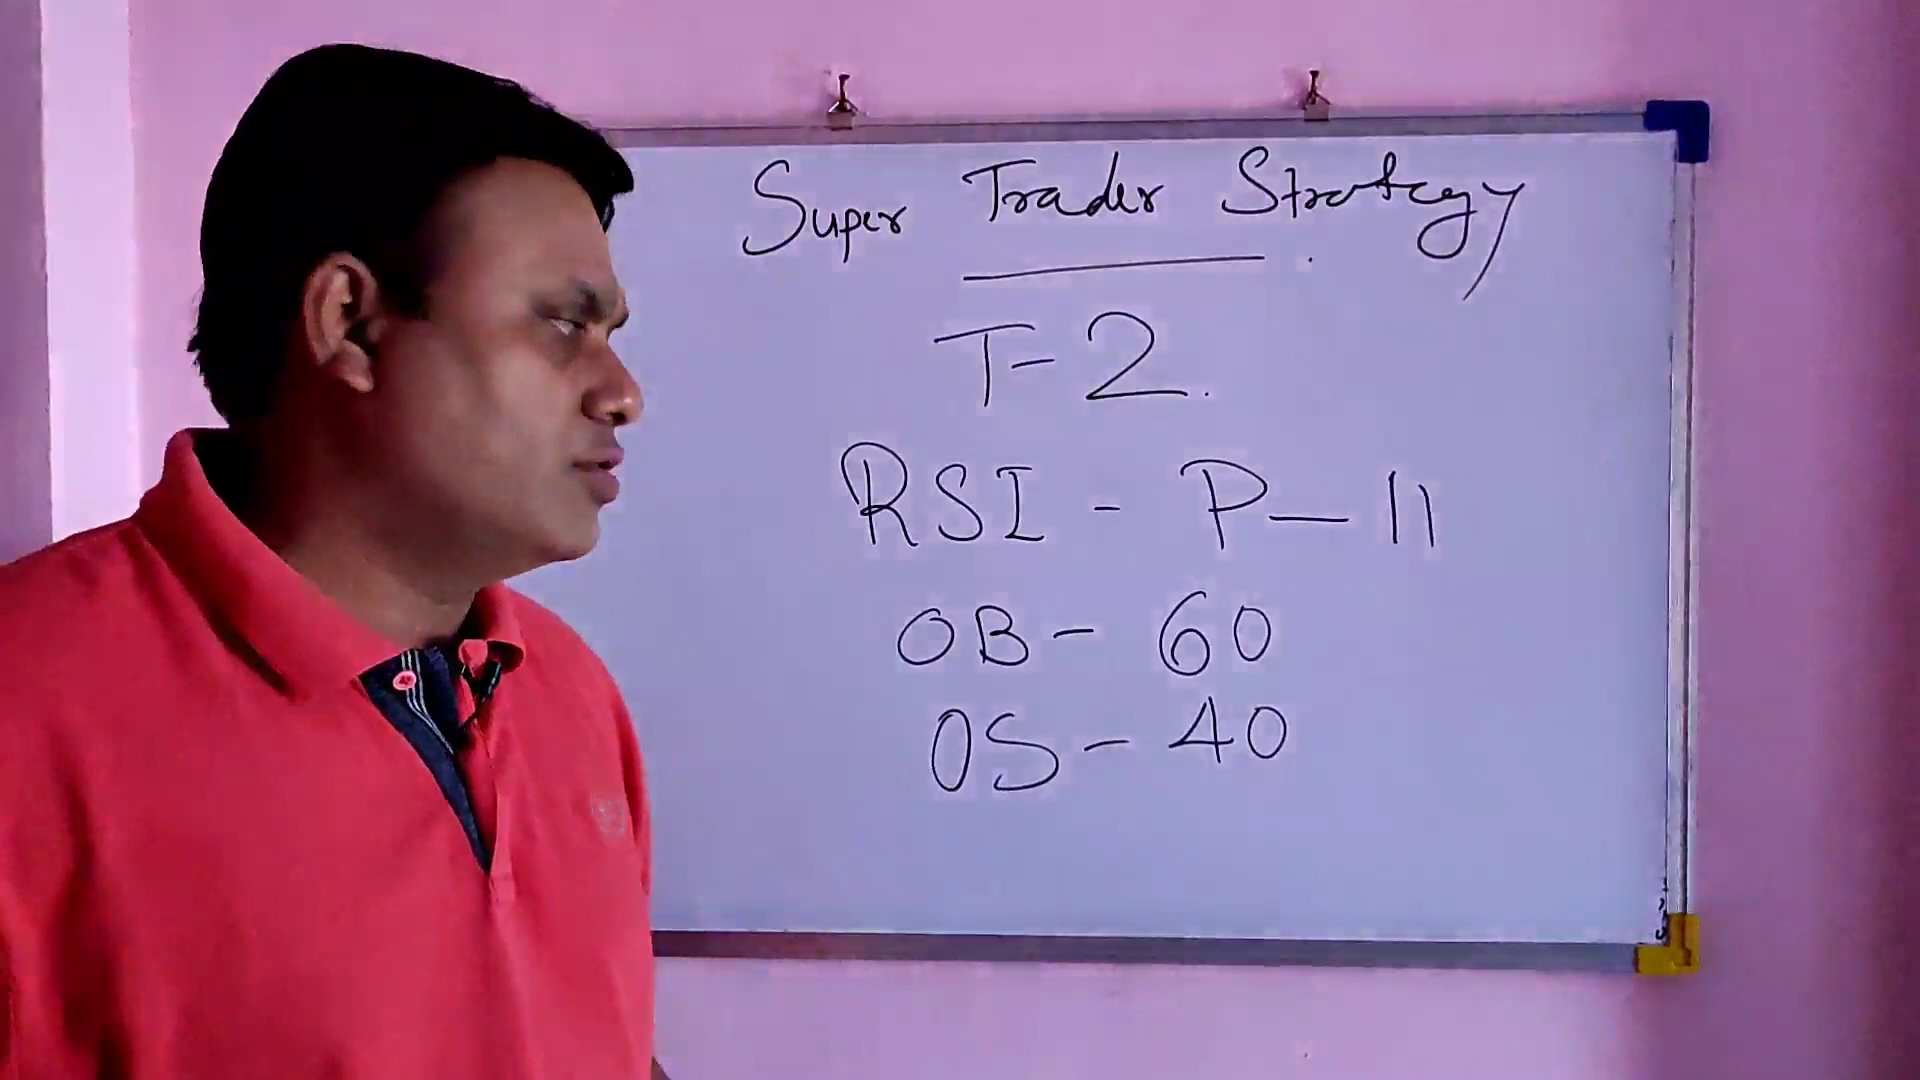 Super Trader Strategy
T-2.
RSI - P- 11
OB- 60
OS- 40